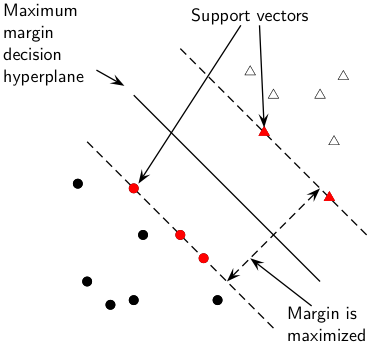 Maximum
margin
decision
hyperplane
Support vectors
Margin is
maximized